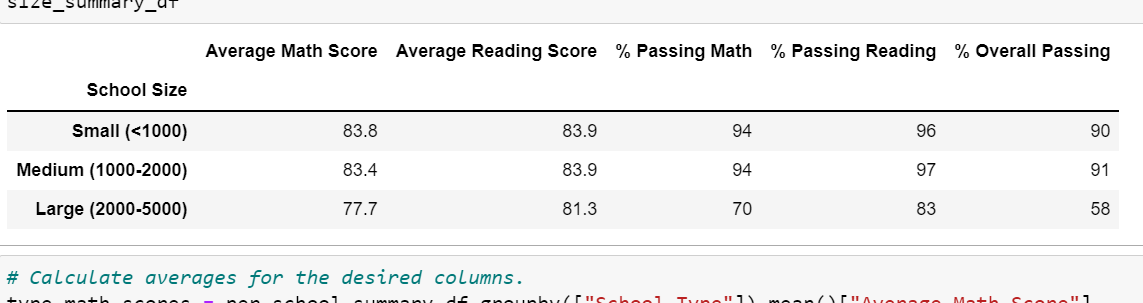 size_summary_df
Average Math Score Average Reading Score % Passing Math % Passing Reading % Overall Passing
School Size
Small (<1000) 83.8 83.9 94 96 90
Medium (1000-2000) 83.4 83.9 94 97 91
Large (2000-5000) 77.7 81.3 70 83 58
# Calculate averages for the desired columns.
type_math_scores = per_school_summary_df.groupby(["School Type"]).mean()["Average Math Score"]